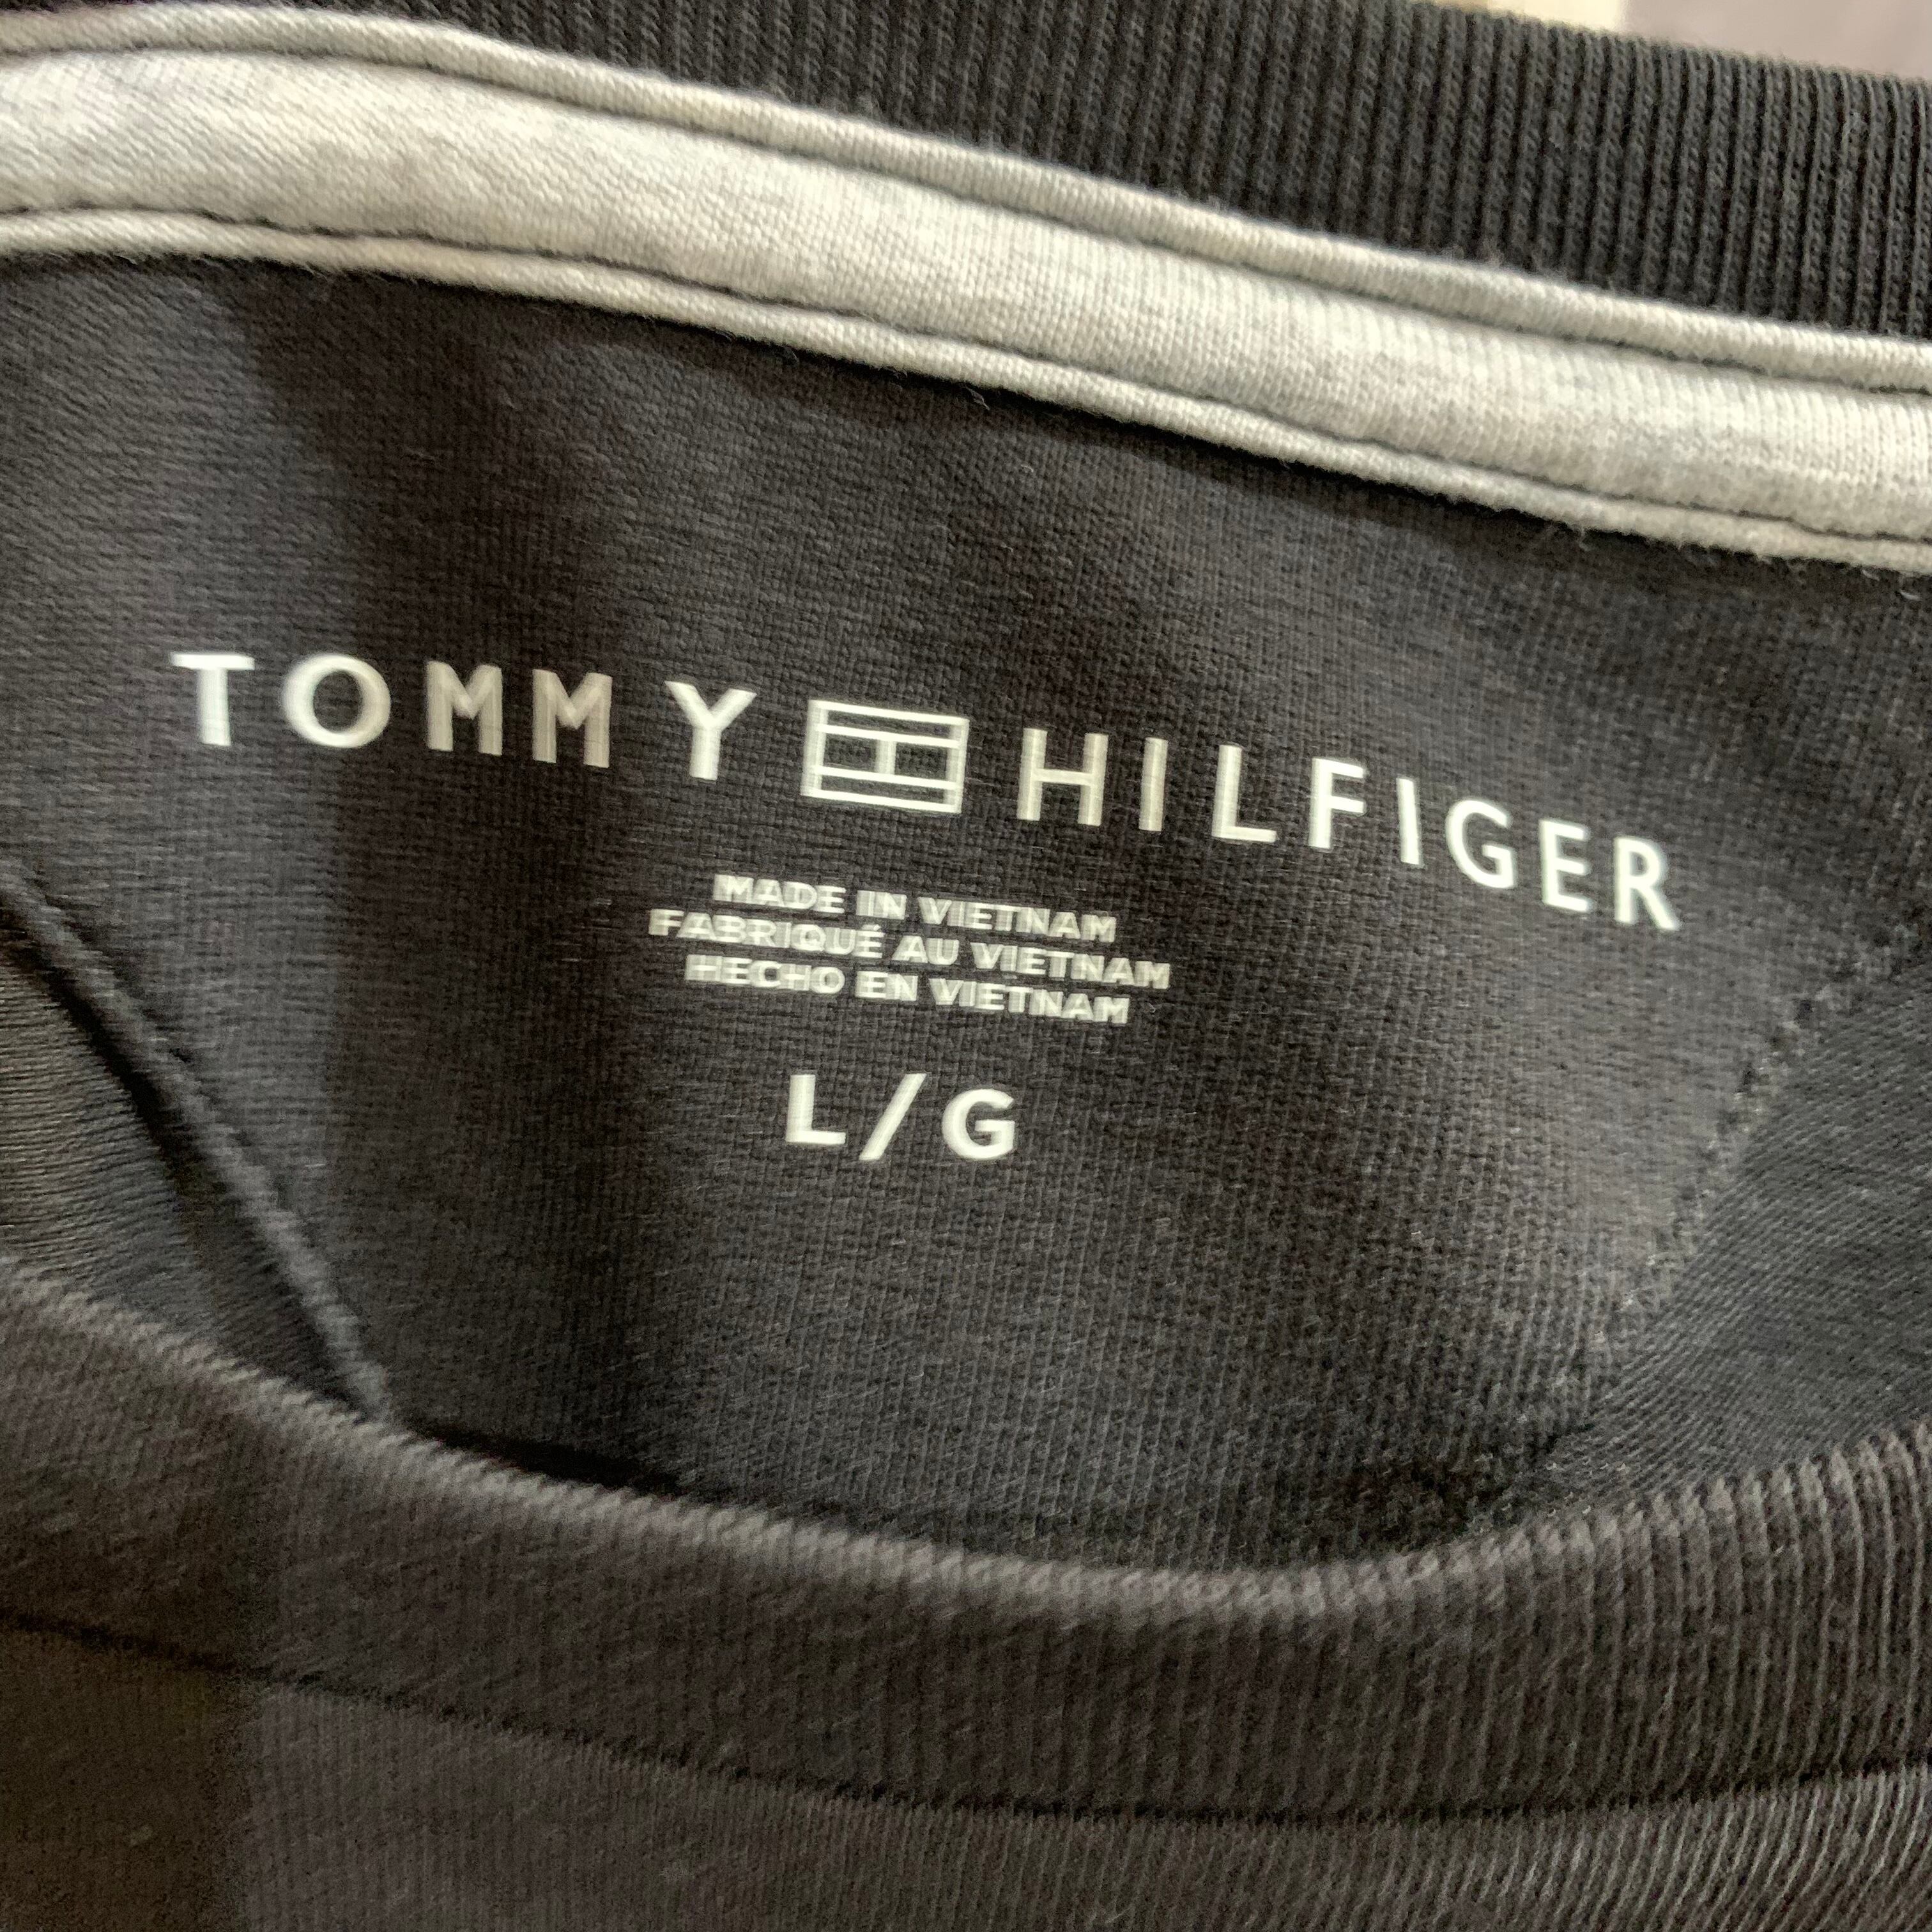 TOMMY HILFIGER
MADE IN VIETNAM
FABRIQUÉ AU VIETNAM
HECHO EN VIETNAM
L/G